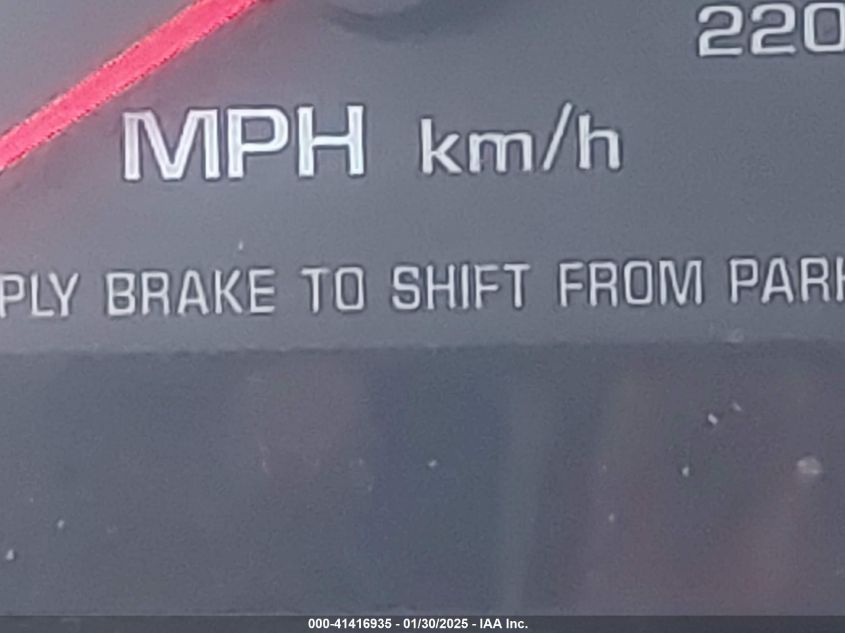 220
MPH km/h
PLY BRAKE TO SHIFT FROM PARK
000-41416935 - 01/30/2025 - IAA Inc.